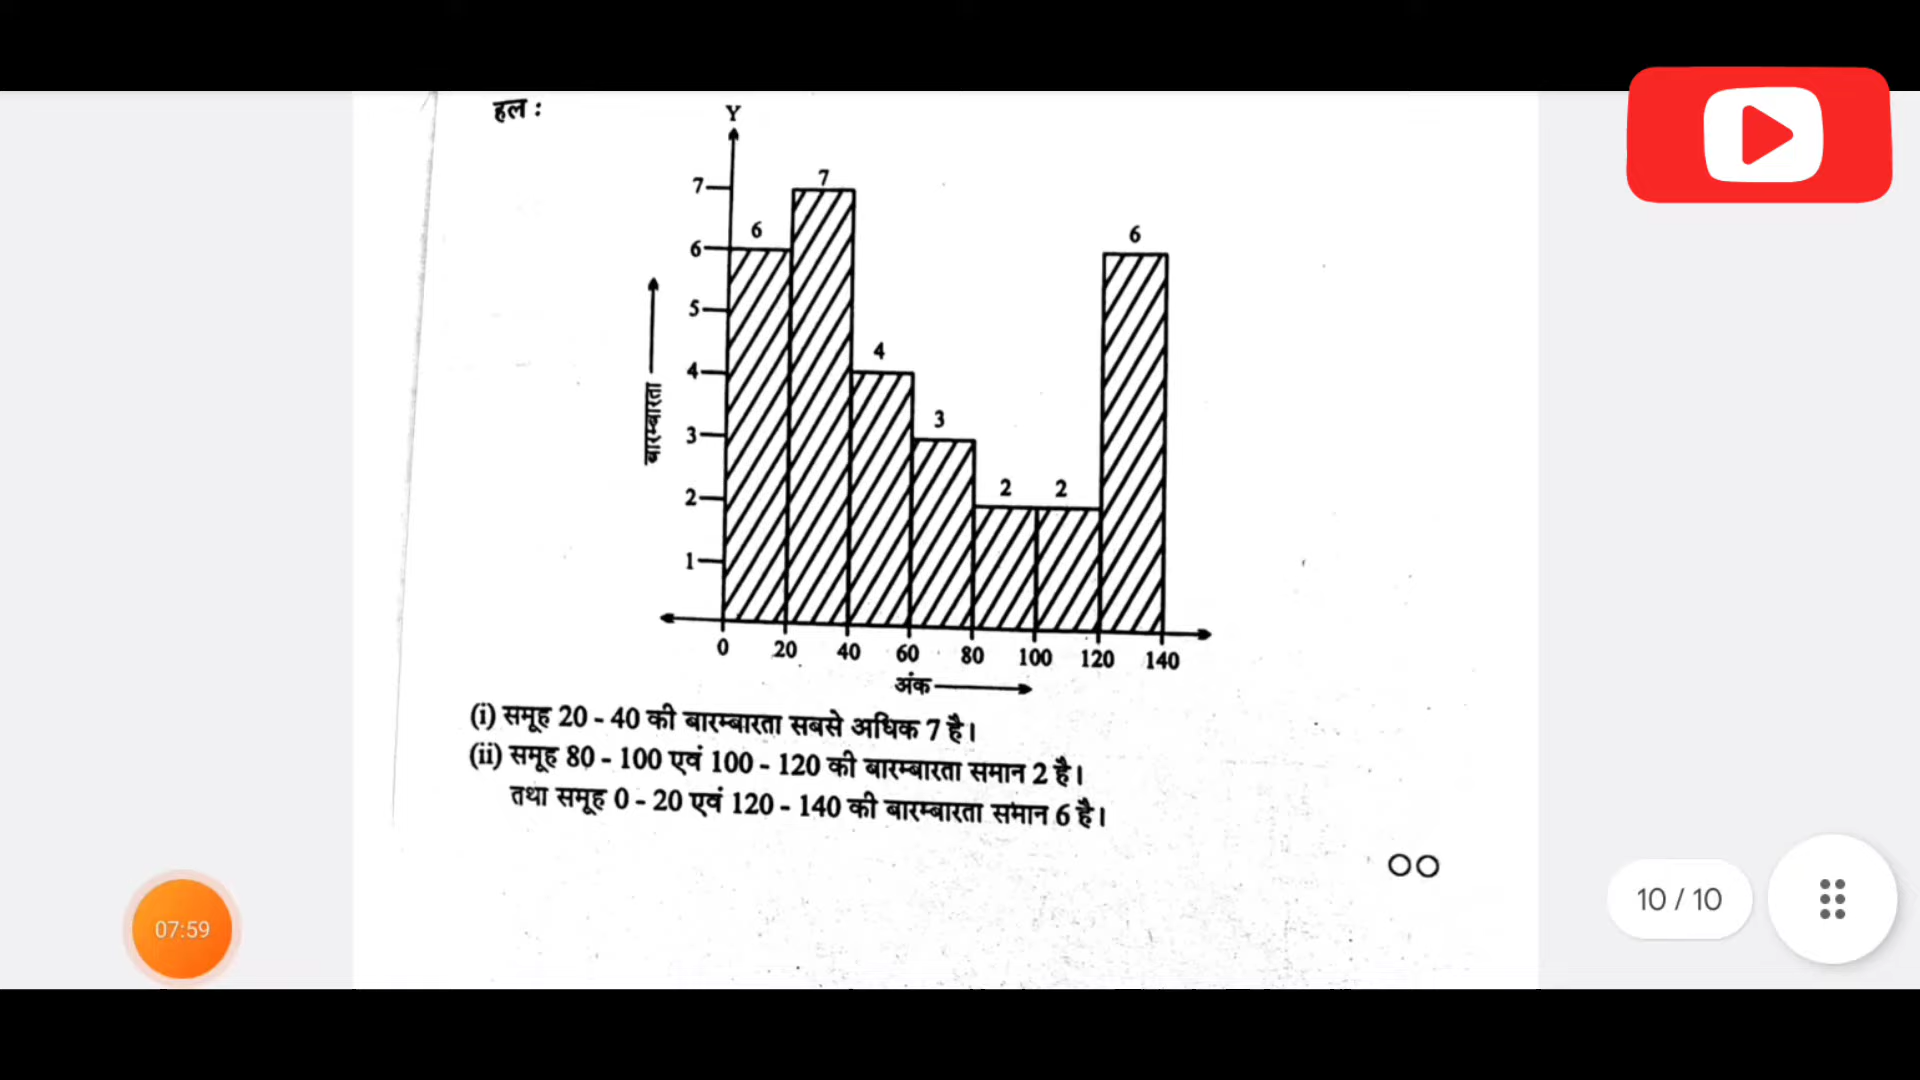 हल :
Y
7
7
6
6
6
5
4
4
3
3
2
2
2
1
बारम्बारता
0 20 40 60 80 100 120 140
अंक
(i) समूह 20 - 40 की बारम्बारता सबसे अधिक 7 है।
(ii) समूह 80 - 100 एवं 100 - 120 की बारम्बारता समान 2 है।
तथा समूह 0 - 20 एवं 120 - 140 की बारम्बारता समान 6 है।
07:59
10 / 10